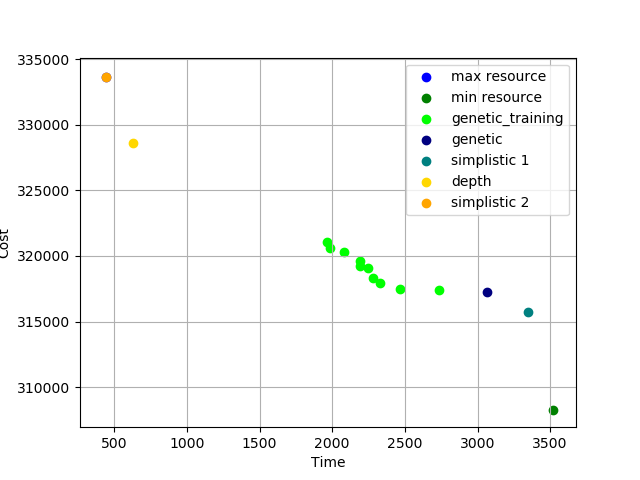 335000
330000
325000
320000
315000
310000
Cost
500
1000
1500
2000
2500
3000
3500
Time
max resource
min resource
genetic_training
genetic
simplistic 1
depth
simplistic 2